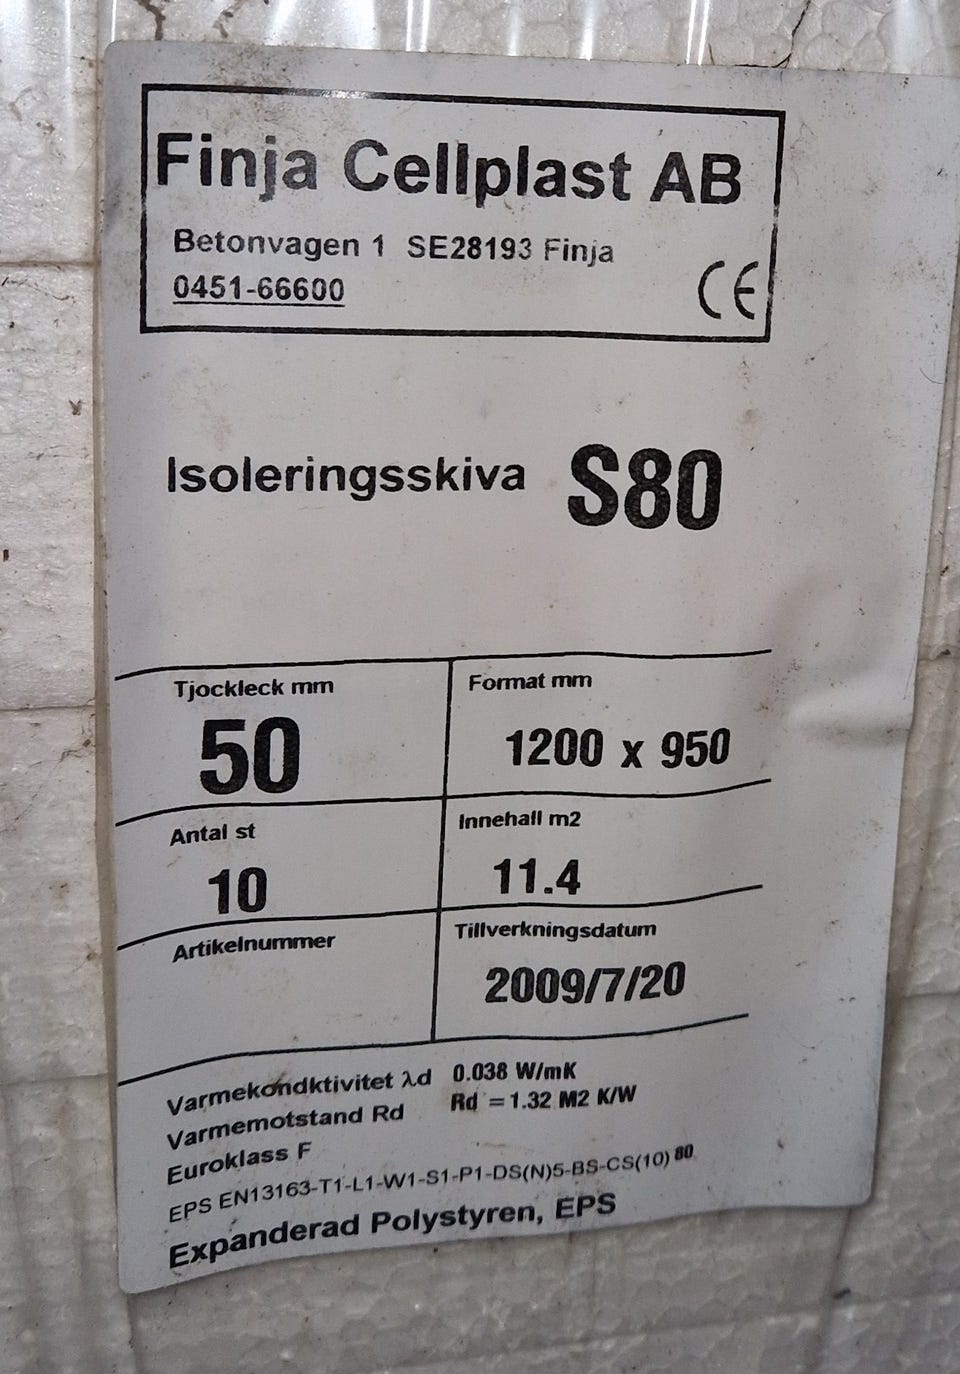 Finja Cellplast AB
Betonvagen 1 SE28193 Finja
0451-66600
CE
Isoleringsskiva S80
Tjockleck mm
50
Format mm
1200 x 950
Antal st
10
Innehall m2
11.4
Artikelnummer
Tillverkningsdatum
2009/7/20
Varmekondktivitet λd 0.038 W/mK
Varmemotstand Rd Rd =1.32 M2 K/W
Euroklass F
EPS EN13163-T1-L1-W1-S1-P1-DS(N)5-BS-CS(10) 80
Expanderad Polystyren, EPS